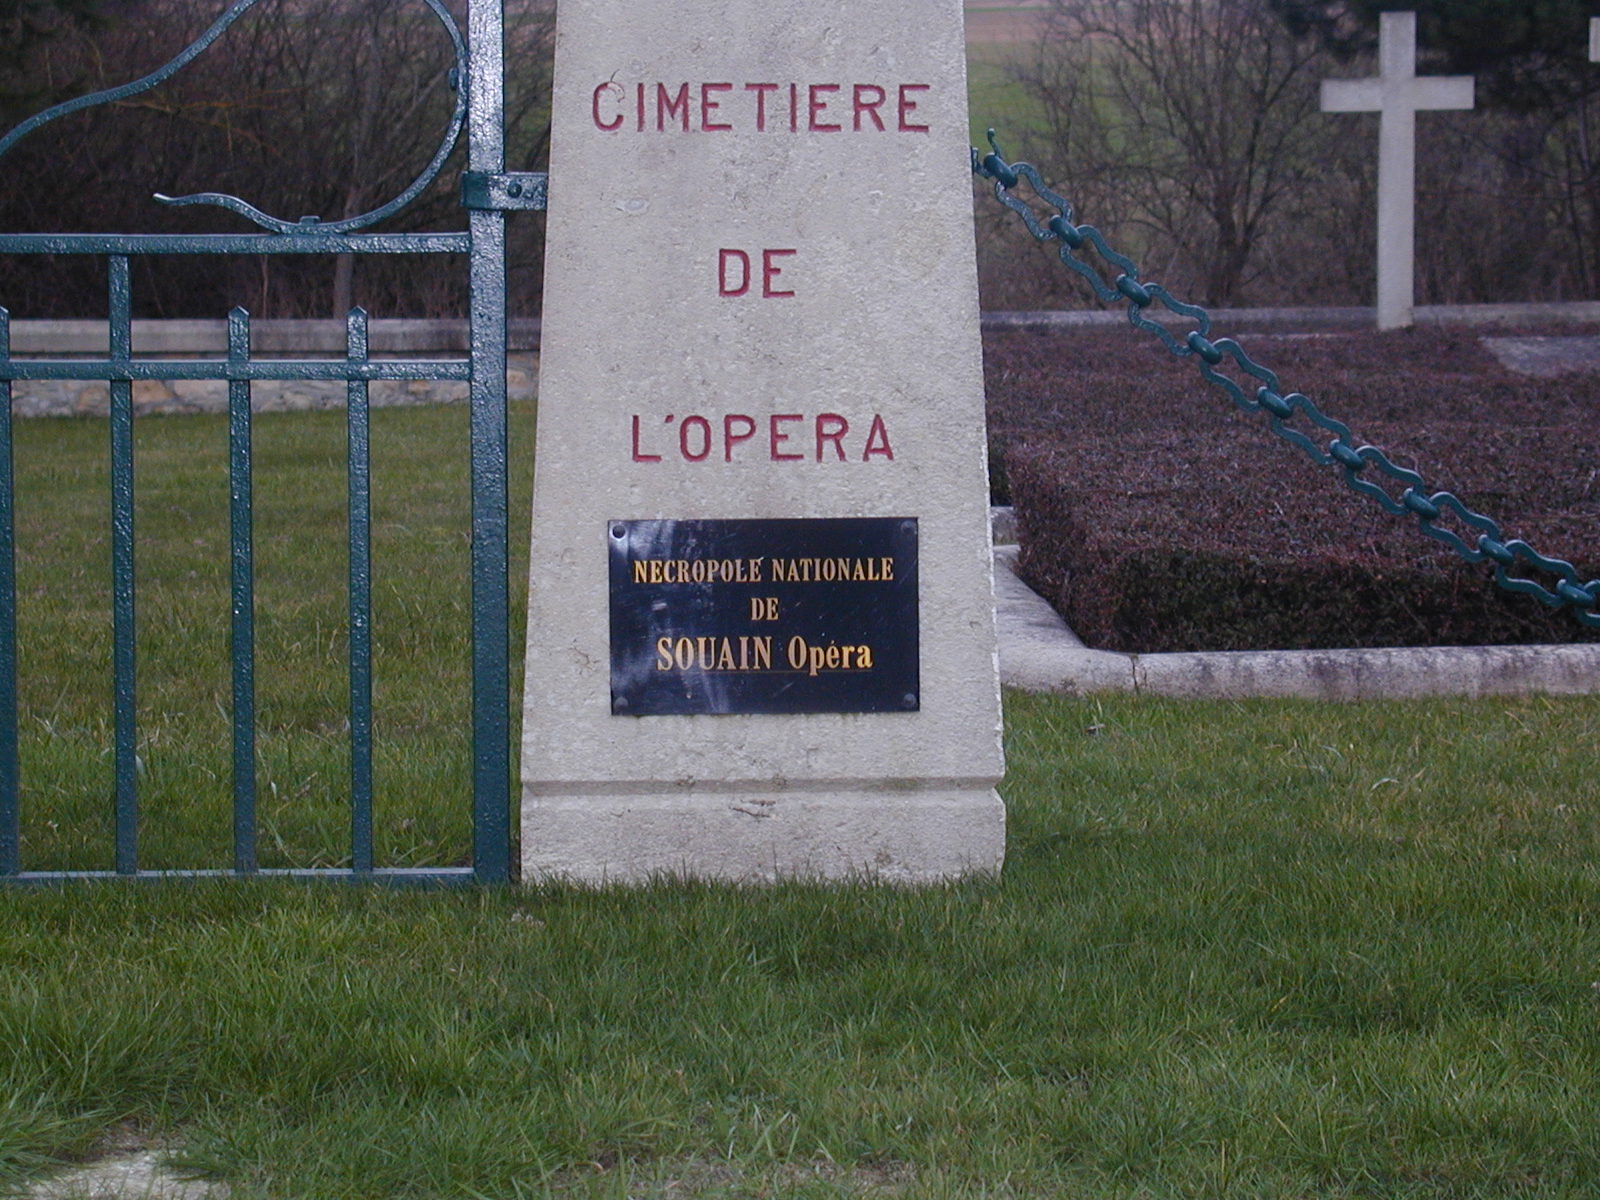 CIMETIERE
DE
L'OPERA
NECROPOLE NATIONALE
DE
SOUAIN Opéra